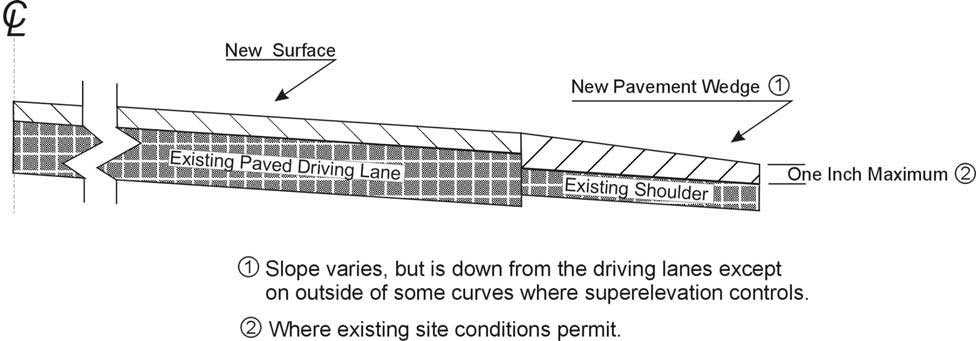 ℄
New Surface
New Pavement Wedge ①
Existing Paved Driving Lane
Existing Shoulder
One Inch Maximum ②
① Slope varies, but is down from the driving lanes except
on outside of some curves where superelevation controls.
② Where existing site conditions permit.